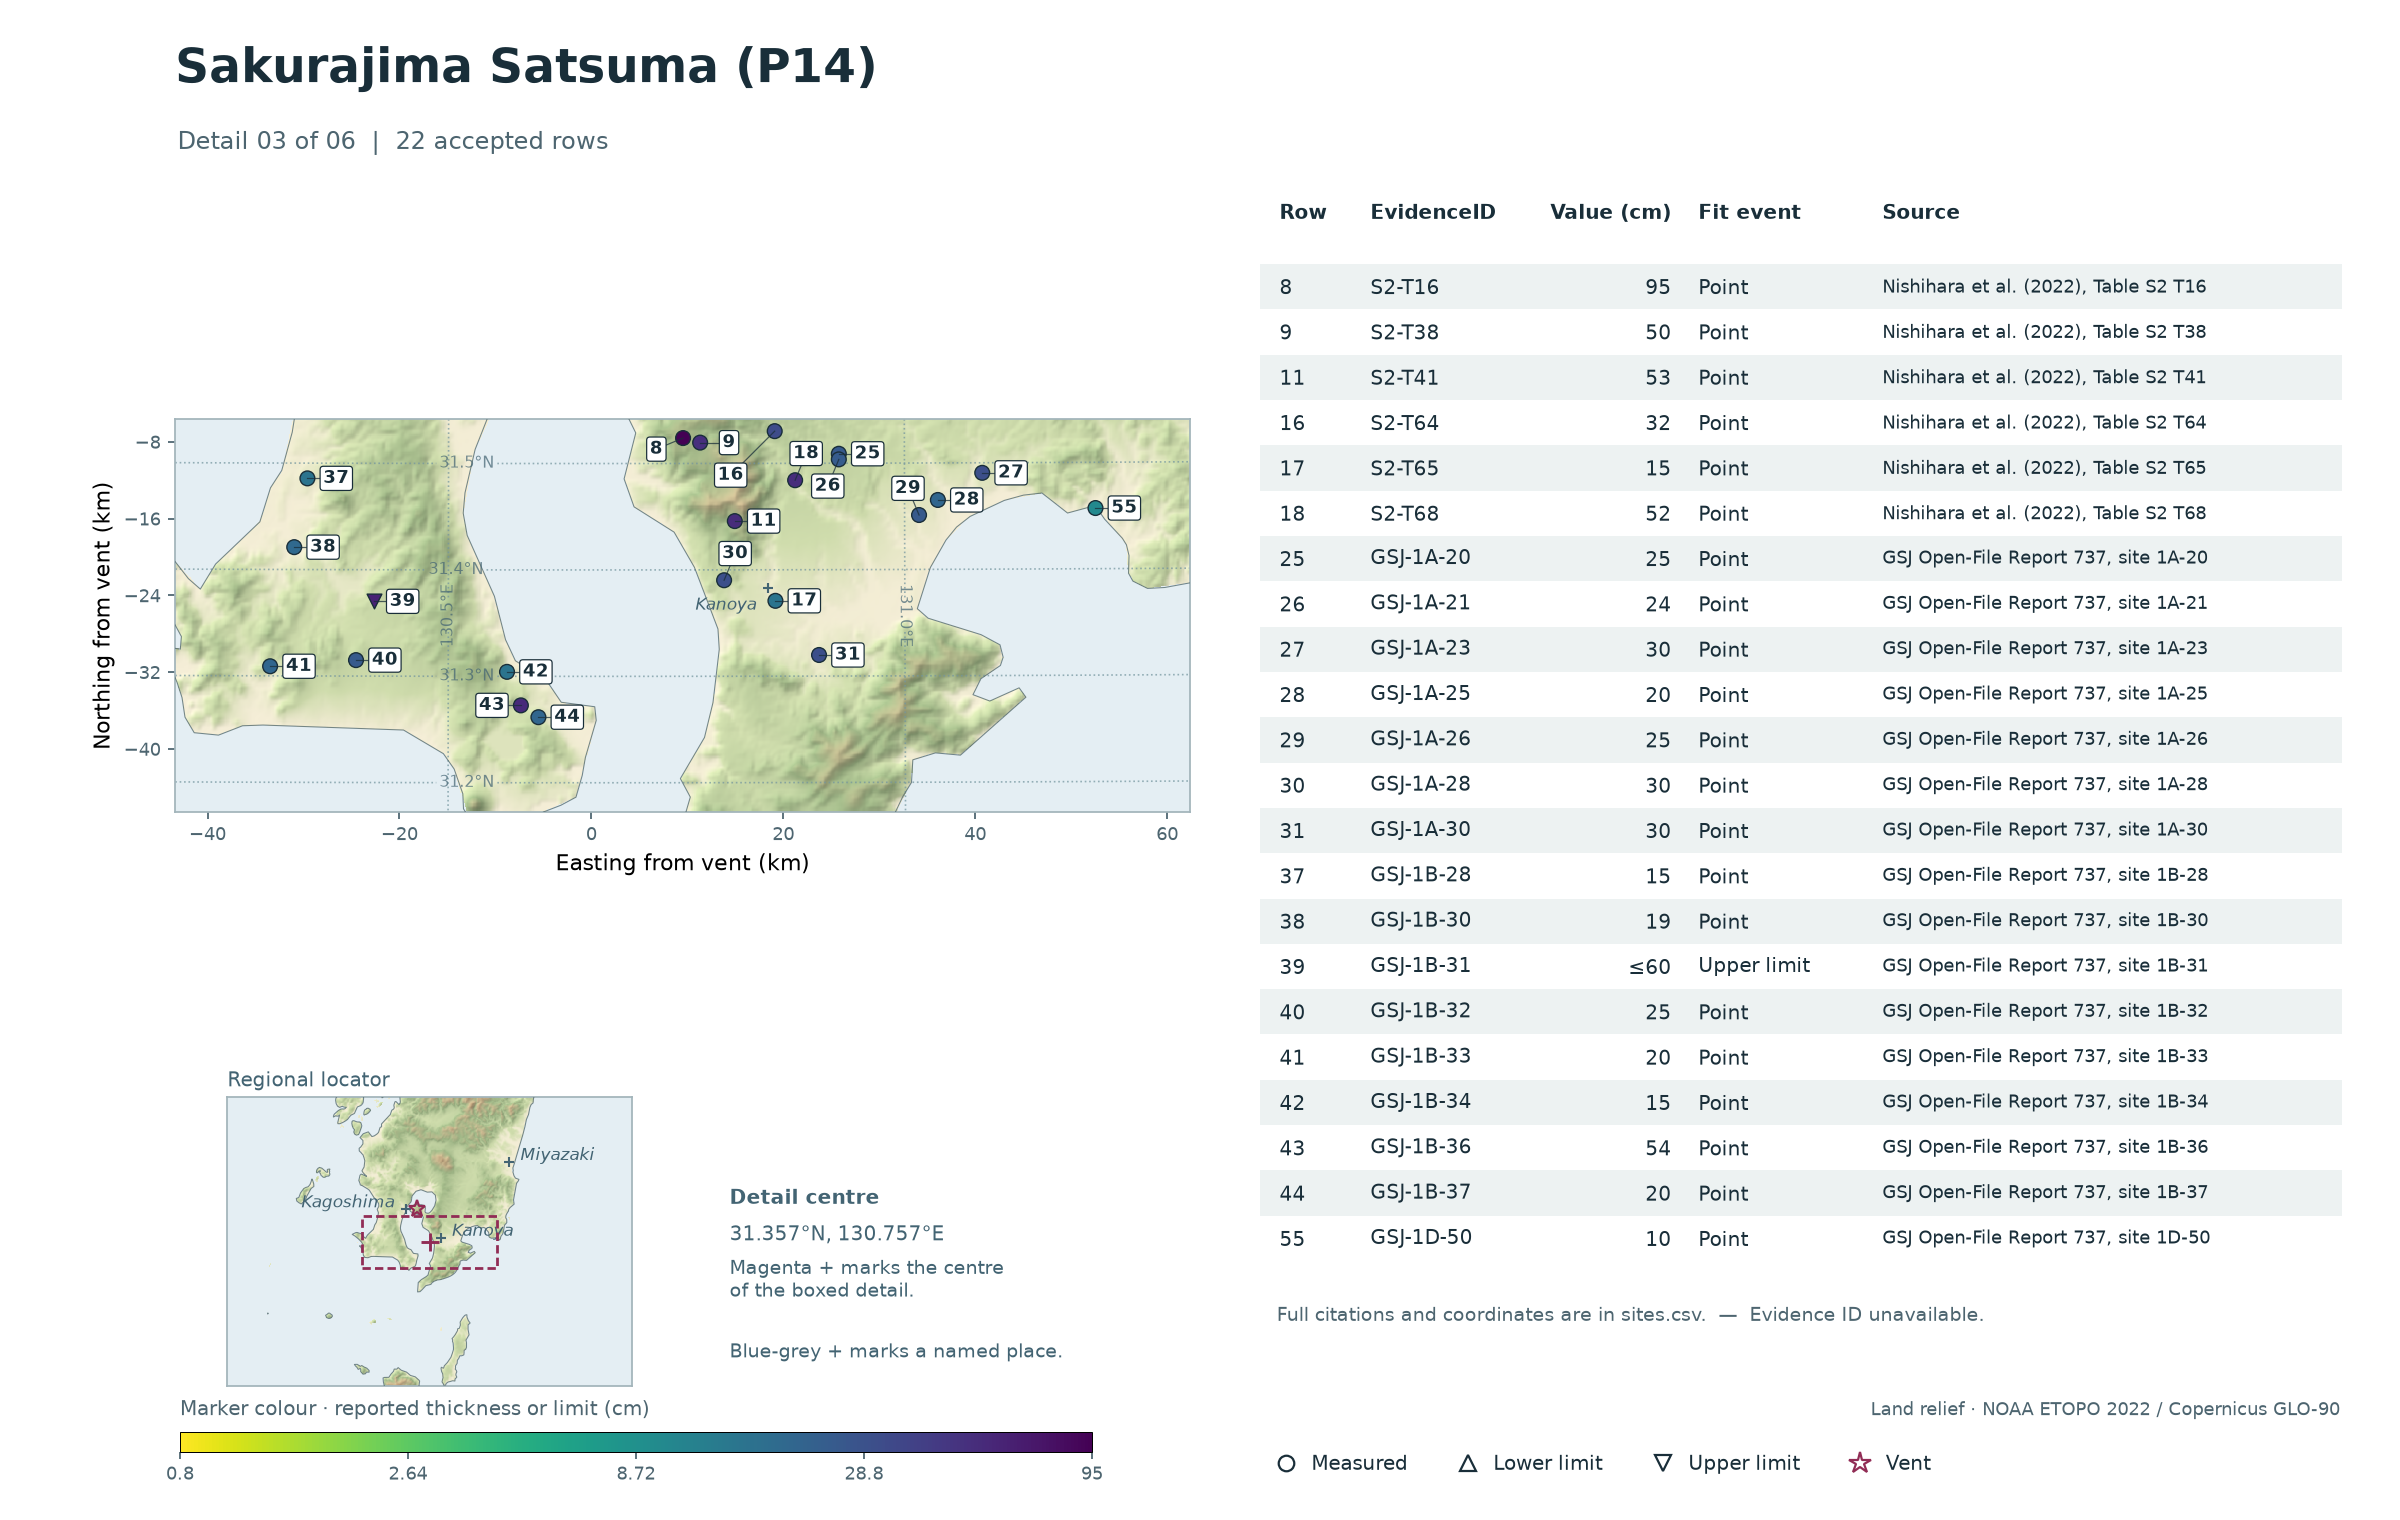 Sakurajima Satsuma (P14)
Detail 03 of 06 | 22 accepted rows
Row EvidenceID Value (cm) Fit event Source
8 S2-T16 95 Point Nishihara et al. (2022), Table S2 T16
9 S2-T38 50 Point Nishihara et al. (2022), Table S2 T38
11 S2-T41 53 Point Nishihara et al. (2022), Table S2 T41
16 S2-T64 32 Point Nishihara et al. (2022), Table S2 T64
17 S2-T65 15 Point Nishihara et al. (2022), Table S2 T65
18 S2-T68 52 Point Nishihara et al. (2022), Table S2 T68
25 GSJ-1A-20 25 Point GSJ Open-File Report 737, site 1A-20
26 GSJ-1A-21 24 Point GSJ Open-File Report 737, site 1A-21
27 GSJ-1A-23 30 Point GSJ Open-File Report 737, site 1A-23
28 GSJ-1A-25 20 Point GSJ Open-File Report 737, site 1A-25
29 GSJ-1A-26 25 Point GSJ Open-File Report 737, site 1A-26
30 GSJ-1A-28 30 Point GSJ Open-File Report 737, site 1A-28
31 GSJ-1A-30 30 Point GSJ Open-File Report 737, site 1A-30
37 GSJ-1B-28 15 Point GSJ Open-File Report 737, site 1B-28
38 GSJ-1B-30 19 Point GSJ Open-File Report 737, site 1B-30
39 GSJ-1B-31 ≤60 Upper limit GSJ Open-File Report 737, site 1B-31
40 GSJ-1B-32 25 Point GSJ Open-File Report 737, site 1B-32
41 GSJ-1B-33 20 Point GSJ Open-File Report 737, site 1B-33
42 GSJ-1B-34 15 Point GSJ Open-File Report 737, site 1B-34
43 GSJ-1B-36 54 Point GSJ Open-File Report 737, site 1B-36
44 GSJ-1B-37 20 Point GSJ Open-File Report 737, site 1B-37
55 GSJ-1D-50 10 Point GSJ Open-File Report 737, site 1D-50
Full citations and coordinates are in sites.csv. — Evidence ID unavailable.
Northing from vent (km)
−8
−16
−24
−32
−40
8
9
16
18
25
26
27
29
28
55
37
11
38
30
39
17
Kanoya
41
40
31
42
43
44
31.5°N
31.4°N
31.3°N
31.2°N
130.5°E
131.0°E
−40 −20 0 20 40 60
Easting from vent (km)
Regional locator
Miyazaki
Kagoshima
Kanoya
Detail centre
31.357°N, 130.757°E
Magenta + marks the centre
of the boxed detail.
Blue-grey + marks a named place.
Marker colour · reported thickness or limit (cm)
0.8 2.64 8.72 28.8 95
Land relief · NOAA ETOPO 2022 / Copernicus GLO-90
Measured Lower limit Upper limit Vent